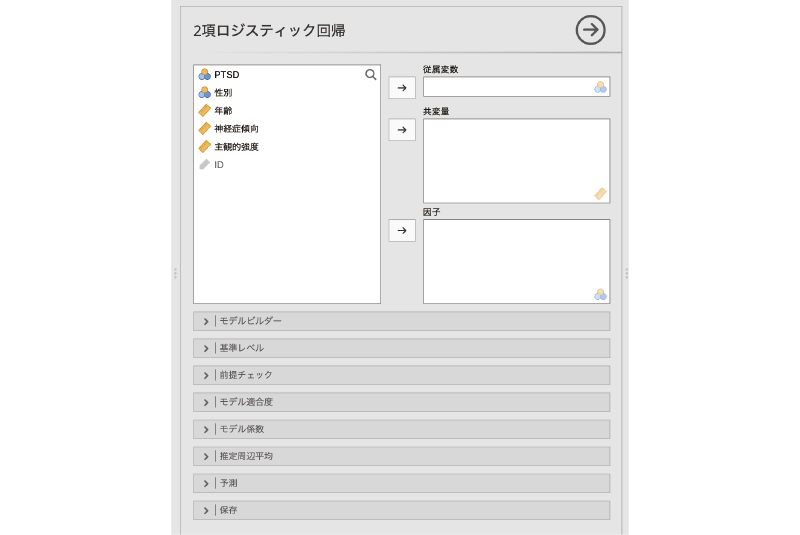 2項ロジスティック回帰
PTSD
性別
年齢
神経症傾向
主観的強度
ID
従属変数
共変量
因子
モデルビルダー
基準レベル
前提チェック
モデル適合度
モデル係数
推定周辺平均
予測
保存